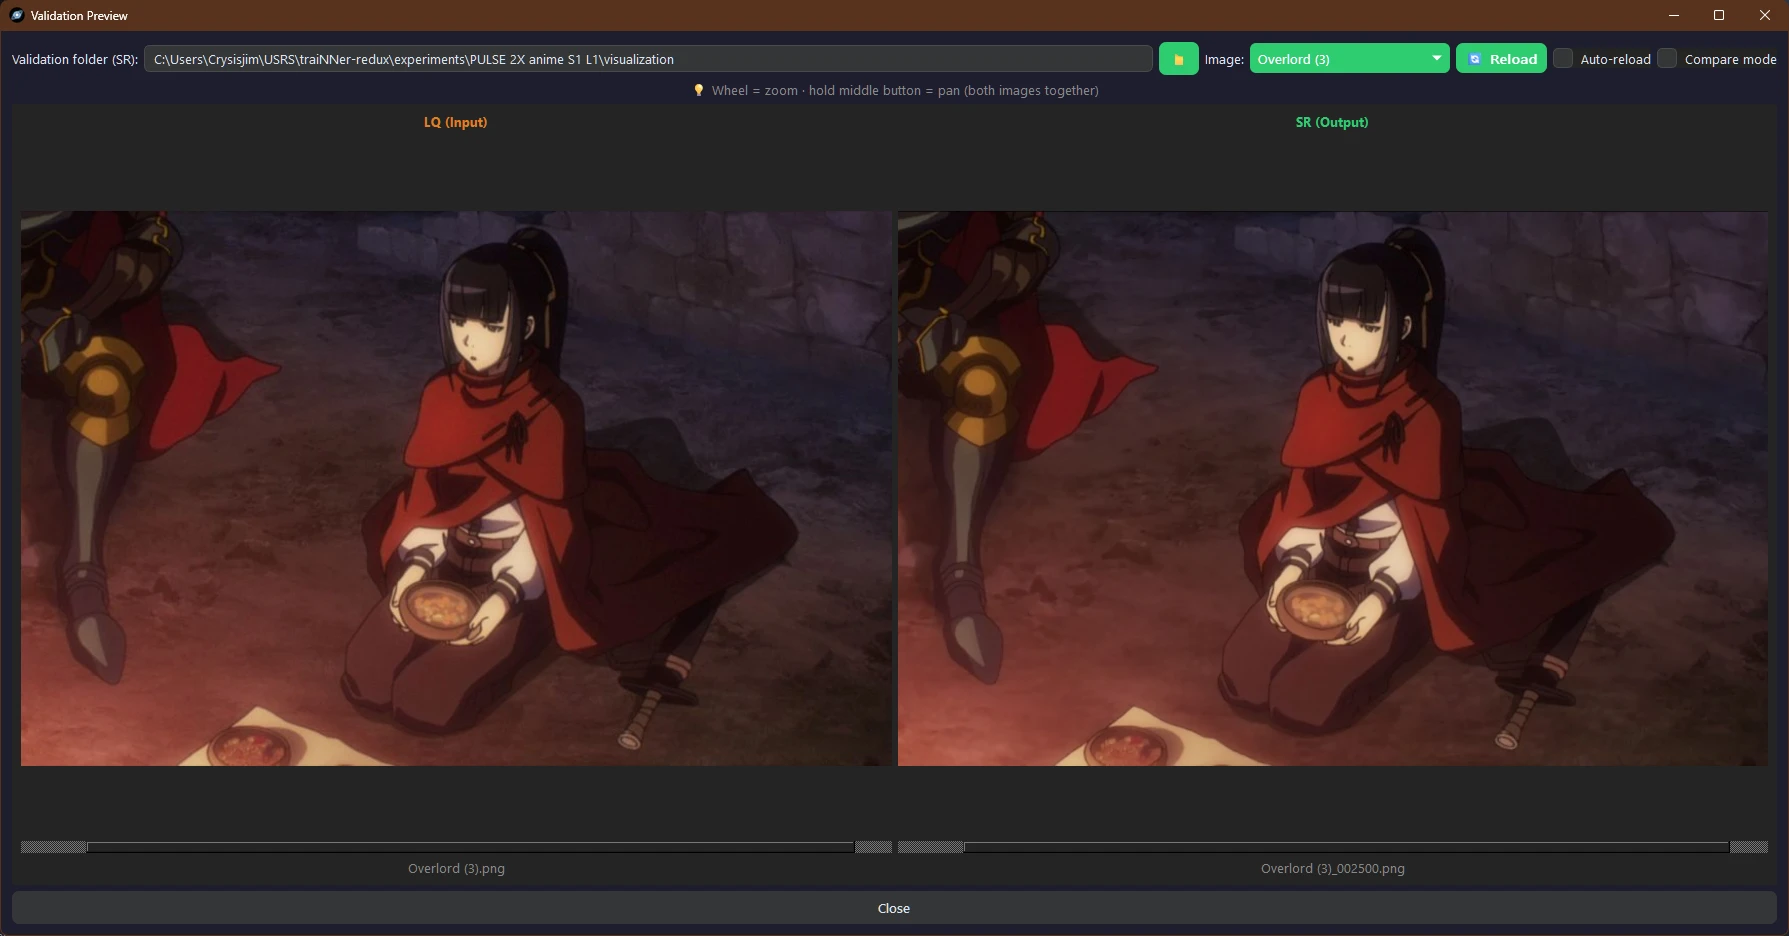 Validation Preview
Validation folder (SR): C:\Users\Crysisjim\USRS\traiNNer-redux\experiments\PULSE 2X anime S1 L1\visualization Image: Overlord (3) Reload Auto-reload Compare mode
Wheel = zoom · hold middle button = pan (both images together)
LQ (Input) SR (Output)
Overlord (3).png Overlord (3)_002500.png
Close